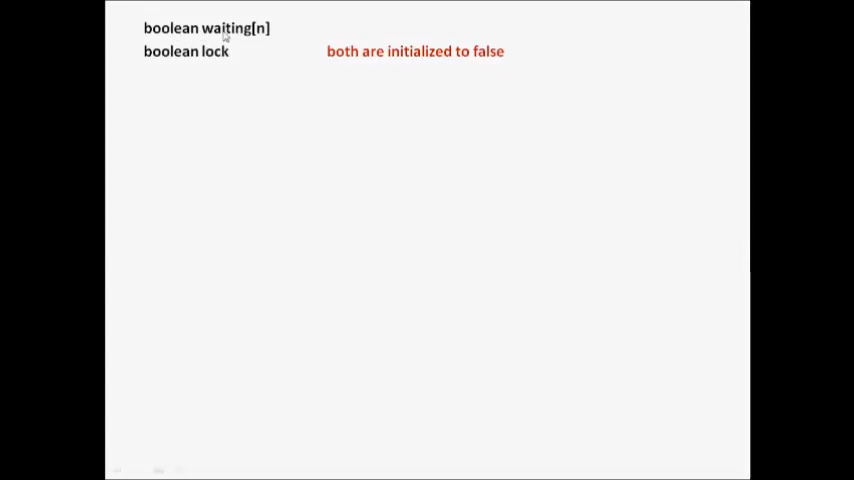 boolean waiting[n]
boolean lock both are initialized to false